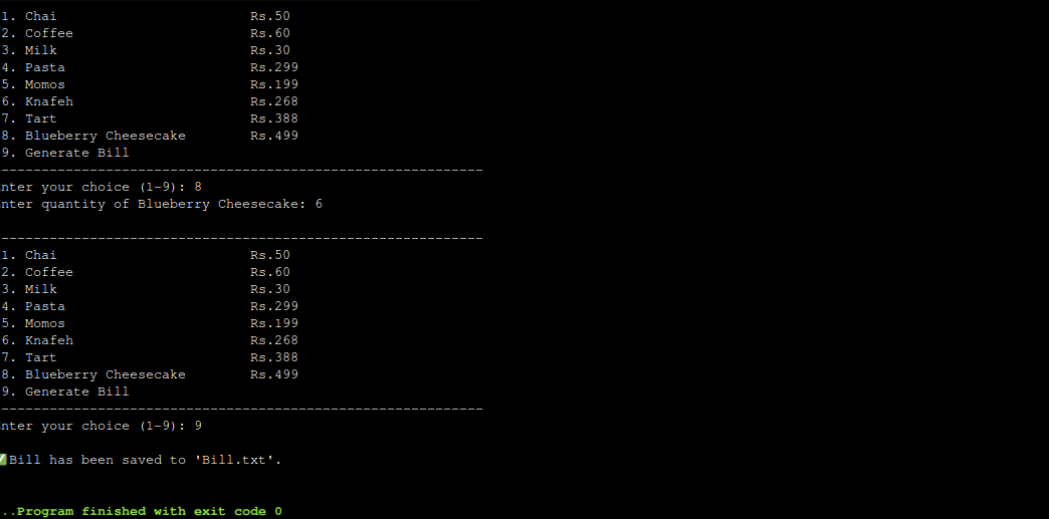 1. Chai Rs.50
2. Coffee Rs.60
3. Milk Rs.30
4. Pasta Rs.299
5. Momos Rs.199
6. Knafeh Rs.268
7. Tart Rs.388
8. Blueberry Cheesecake Rs.499
9. Generate Bill
------------------------------------------------------------
nter your choice (1-9): 8
nter quantity of Blueberry Cheesecake: 6
------------------------------------------------------------
1. Chai Rs.50
2. Coffee Rs.60
3. Milk Rs.30
4. Pasta Rs.299
5. Momos Rs.199
6. Knafeh Rs.268
7. Tart Rs.388
8. Blueberry Cheesecake Rs.499
9. Generate Bill
------------------------------------------------------------
nter your choice (1-9): 9
✅Bill has been saved to 'Bill.txt'.
..Program finished with exit code 0